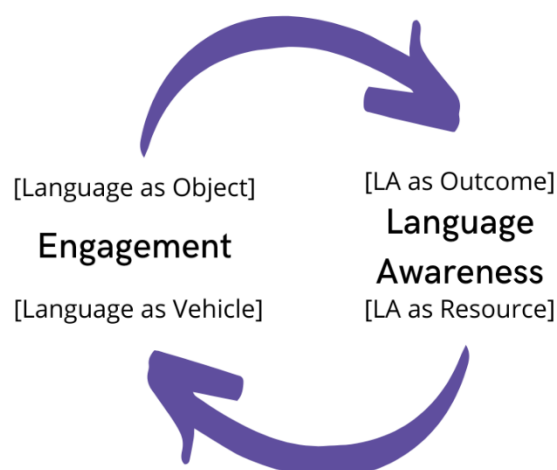 [Language as Object]
Engagement
[Language as Vehicle]
[LA as Outcome]
Language
Awareness
[LA as Resource]